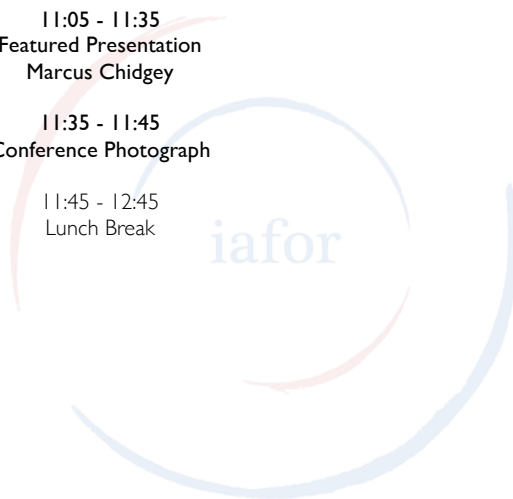 11:05 - 11:35
Featured Presentation
Marcus Chidgey
11:35 - 11:45
Conference Photograph
11:45 - 12:45
Lunch Break
iafor